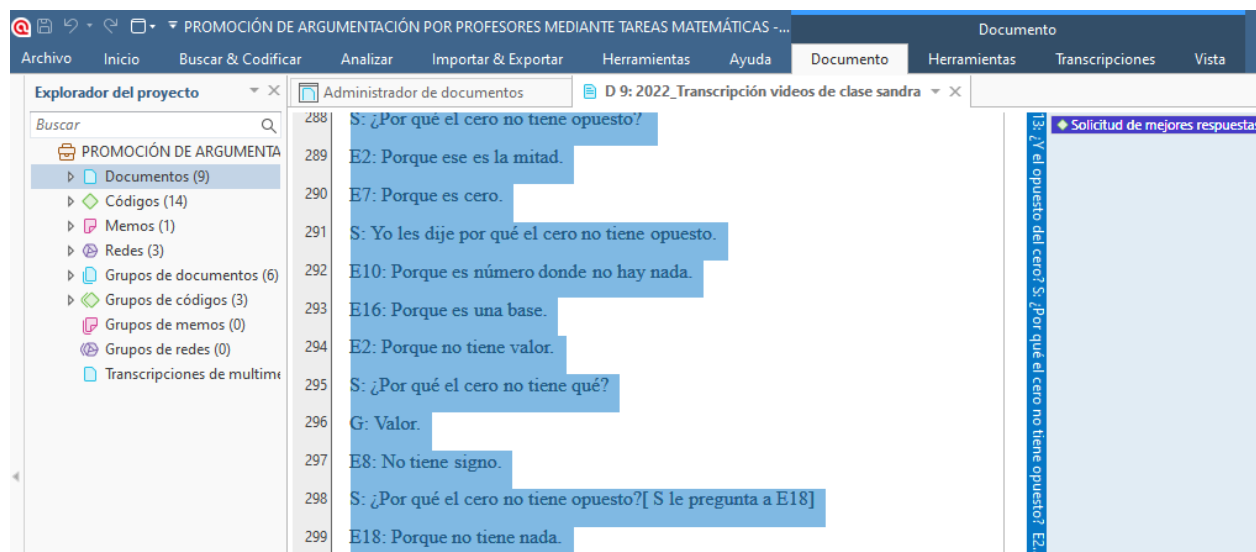 PROMOCIÓN DE ARGUMENTACIÓN POR PROFESORES MEDIANTE TAREAS MATEMÁTICAS -...
Documento
Archivo Inicio Buscar & Codificar Analizar Importar & Exportar Herramientas Ayuda Documento Herramientas Transcripciones Vista
Explorador del proyecto
Administrador de documentos
D 9: 2022_Transcripción videos de clase sandra
Buscar
PROMOCIÓN DE ARGUMENTA
Documentos (9)
Códigos (14)
Memos (1)
Redes (3)
Grupos de documentos (6)
Grupos de códigos (3)
Grupos de memos (0)
Grupos de redes (0)
Transcripciones de multime
288 S: ¿Por qué el cero no tiene opuesto?
289 E2: Porque ese es la mitad.
290 E7: Porque es cero.
291 S: Yo les dije por qué el cero no tiene opuesto.
292 E10: Porque es número donde no hay nada.
293 E16: Porque es una base.
294 E2: Porque no tiene valor.
295 S: ¿Por qué el cero no tiene qué?
296 G: Valor.
297 E8: No tiene signo.
298 S: ¿Por qué el cero no tiene opuesto?[ S le pregunta a E18]
299 E18: Porque no tiene nada.
13: ¿Y el opuesto del cero? S: ¿Por qué el cero no tiene opuesto? E2
Solicitud de mejores respuestas